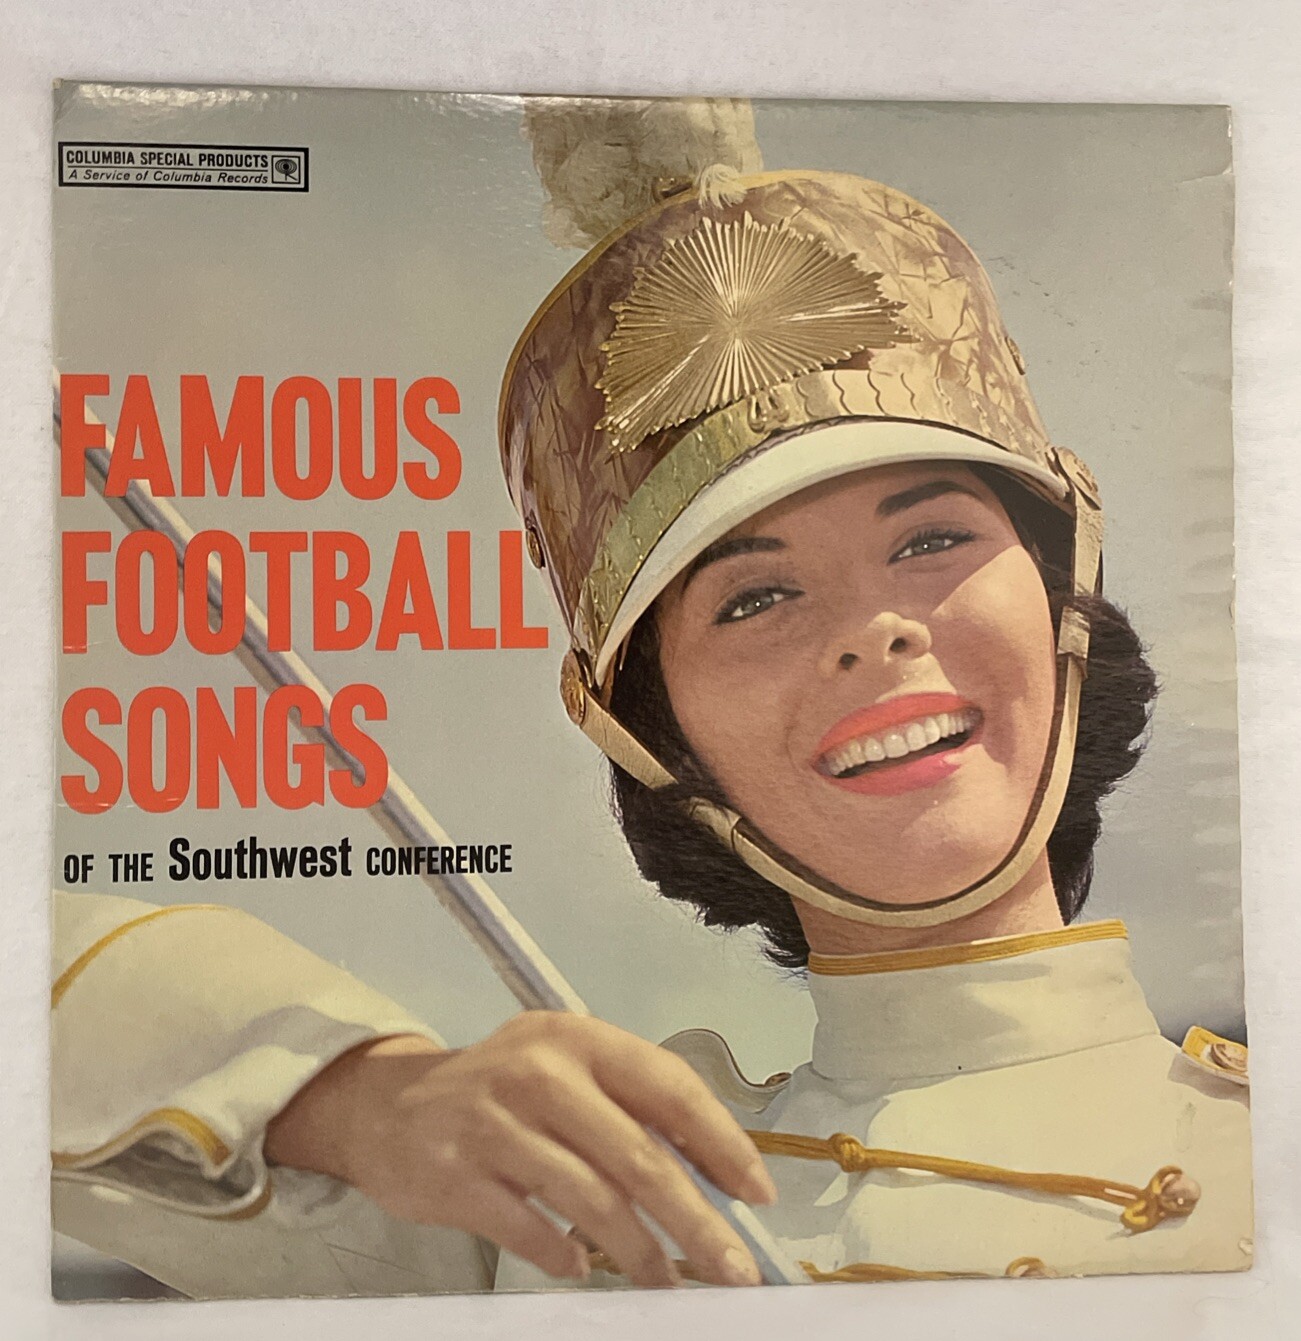 COLUMBIA SPECIAL PRODUCTS
A Service of Columbia Records
FAMOUS
FOOTBALL
SONGS
OF THE Southwest CONFERENCE